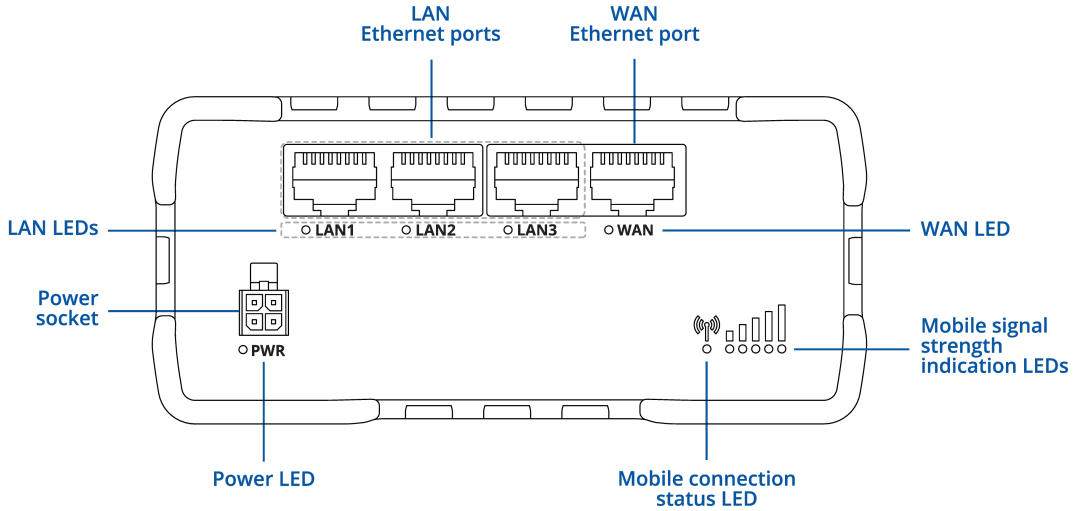 LAN
Ethernet ports
WAN
Ethernet port
LAN LEDs
LAN1
LAN2
LAN3
WAN
WAN LED
Power
socket
PWR
Mobile signal
strength
indication LEDs
Power LED
Mobile connection
status LED